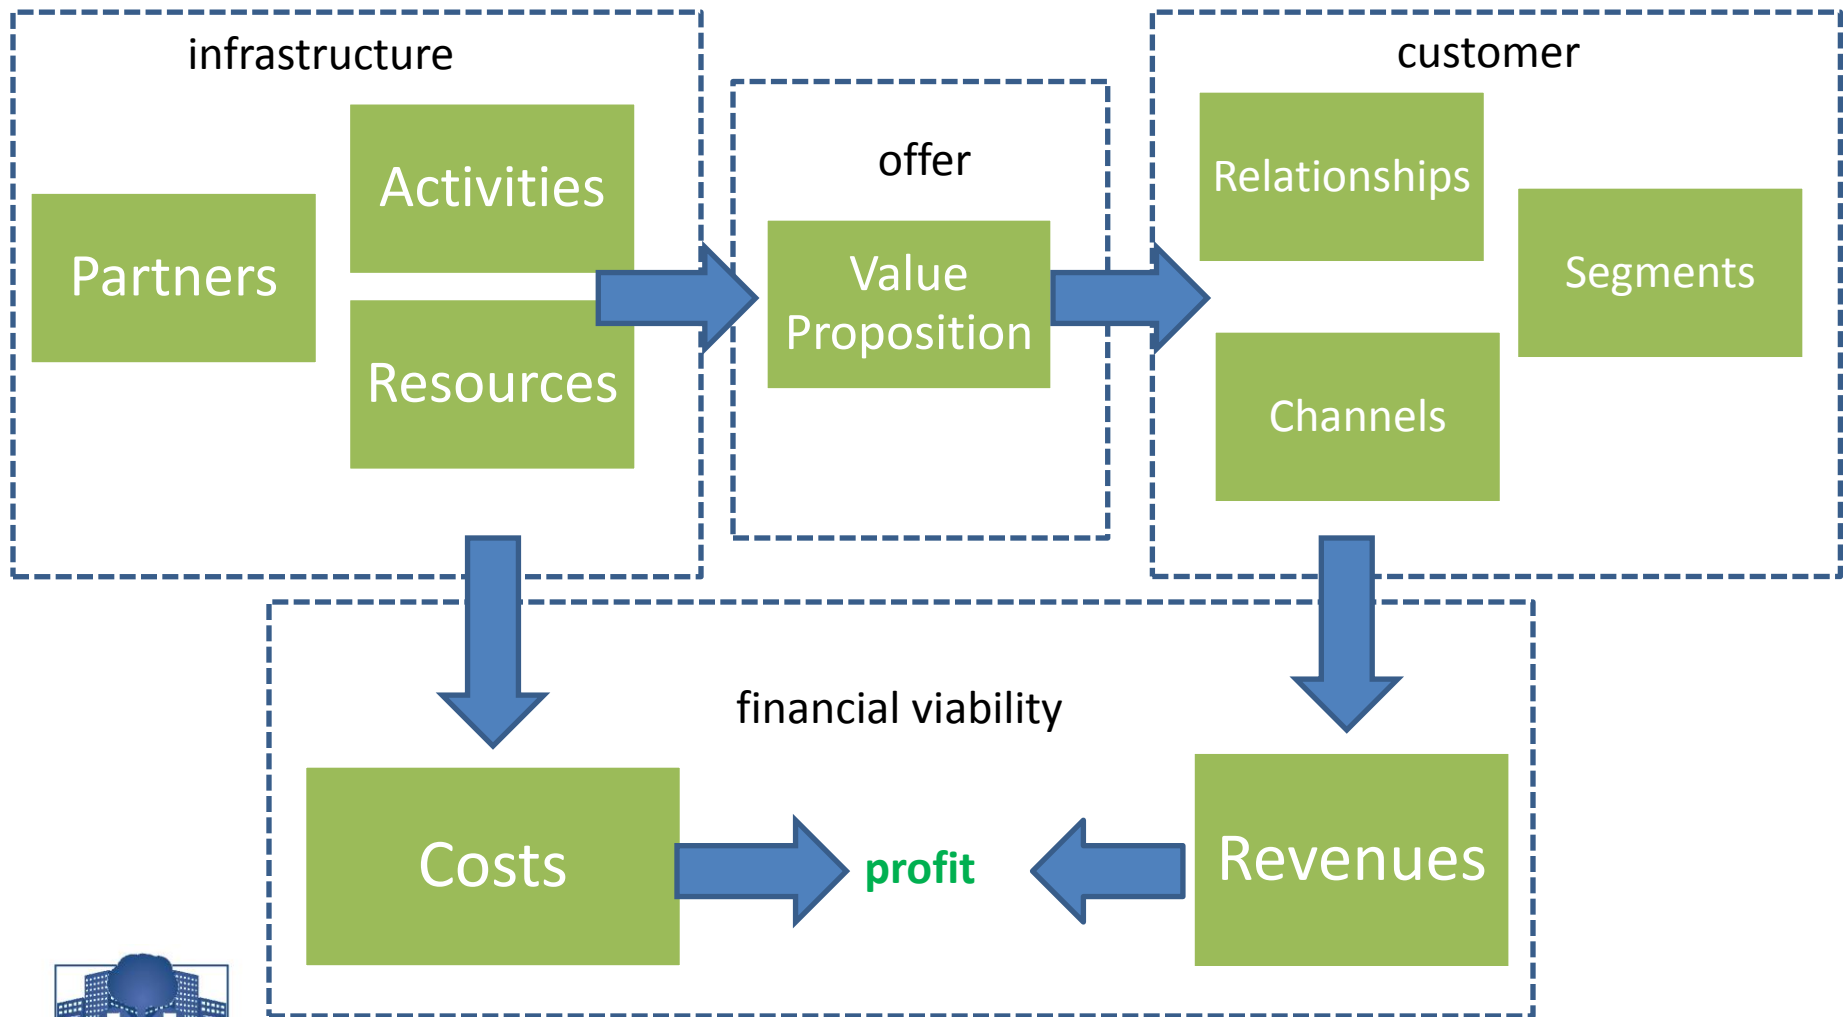 infrastructure
Partners
Activities
Resources
offer
Value
Proposition
customer
Relationships
Segments
Channels
financial viability
Costs
profit
Revenues